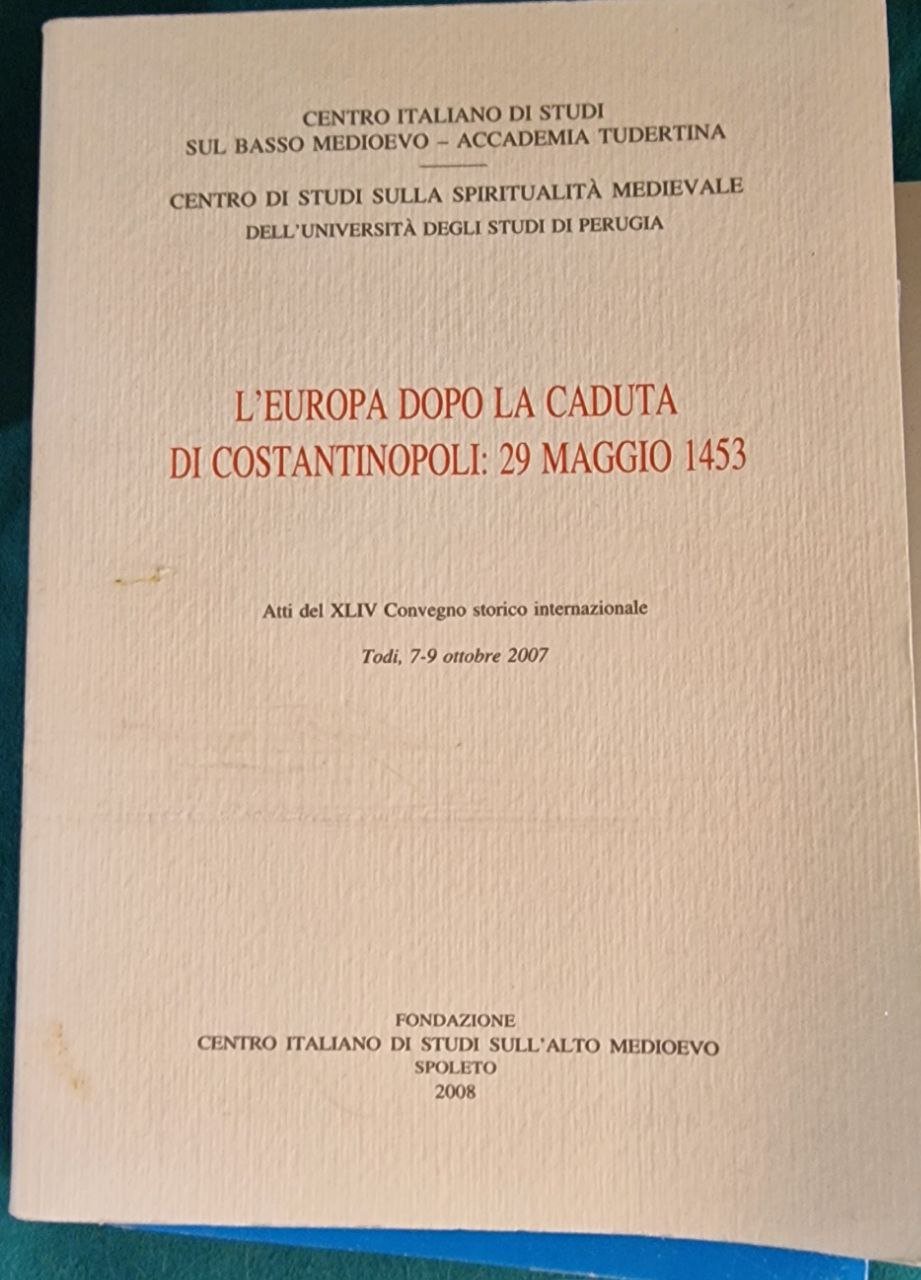 CENTRO ITALIANO DI STUDI
SUL BASSO MEDIOEVO – ACCADEMIA TUDERTINA
CENTRO DI STUDI SULLA SPIRITUALITÀ MEDIEVALE
DELL'UNIVERSITÀ DEGLI STUDI DI PERUGIA
L'EUROPA DOPO LA CADUTA
DI COSTANTINOPOLI: 29 MAGGIO 1453
Atti del XLIV Convegno storico internazionale
Todi, 7-9 ottobre 2007
FONDAZIONE
CENTRO ITALIANO DI STUDI SULL'ALTO MEDIOEVO
SPOLETO
2008